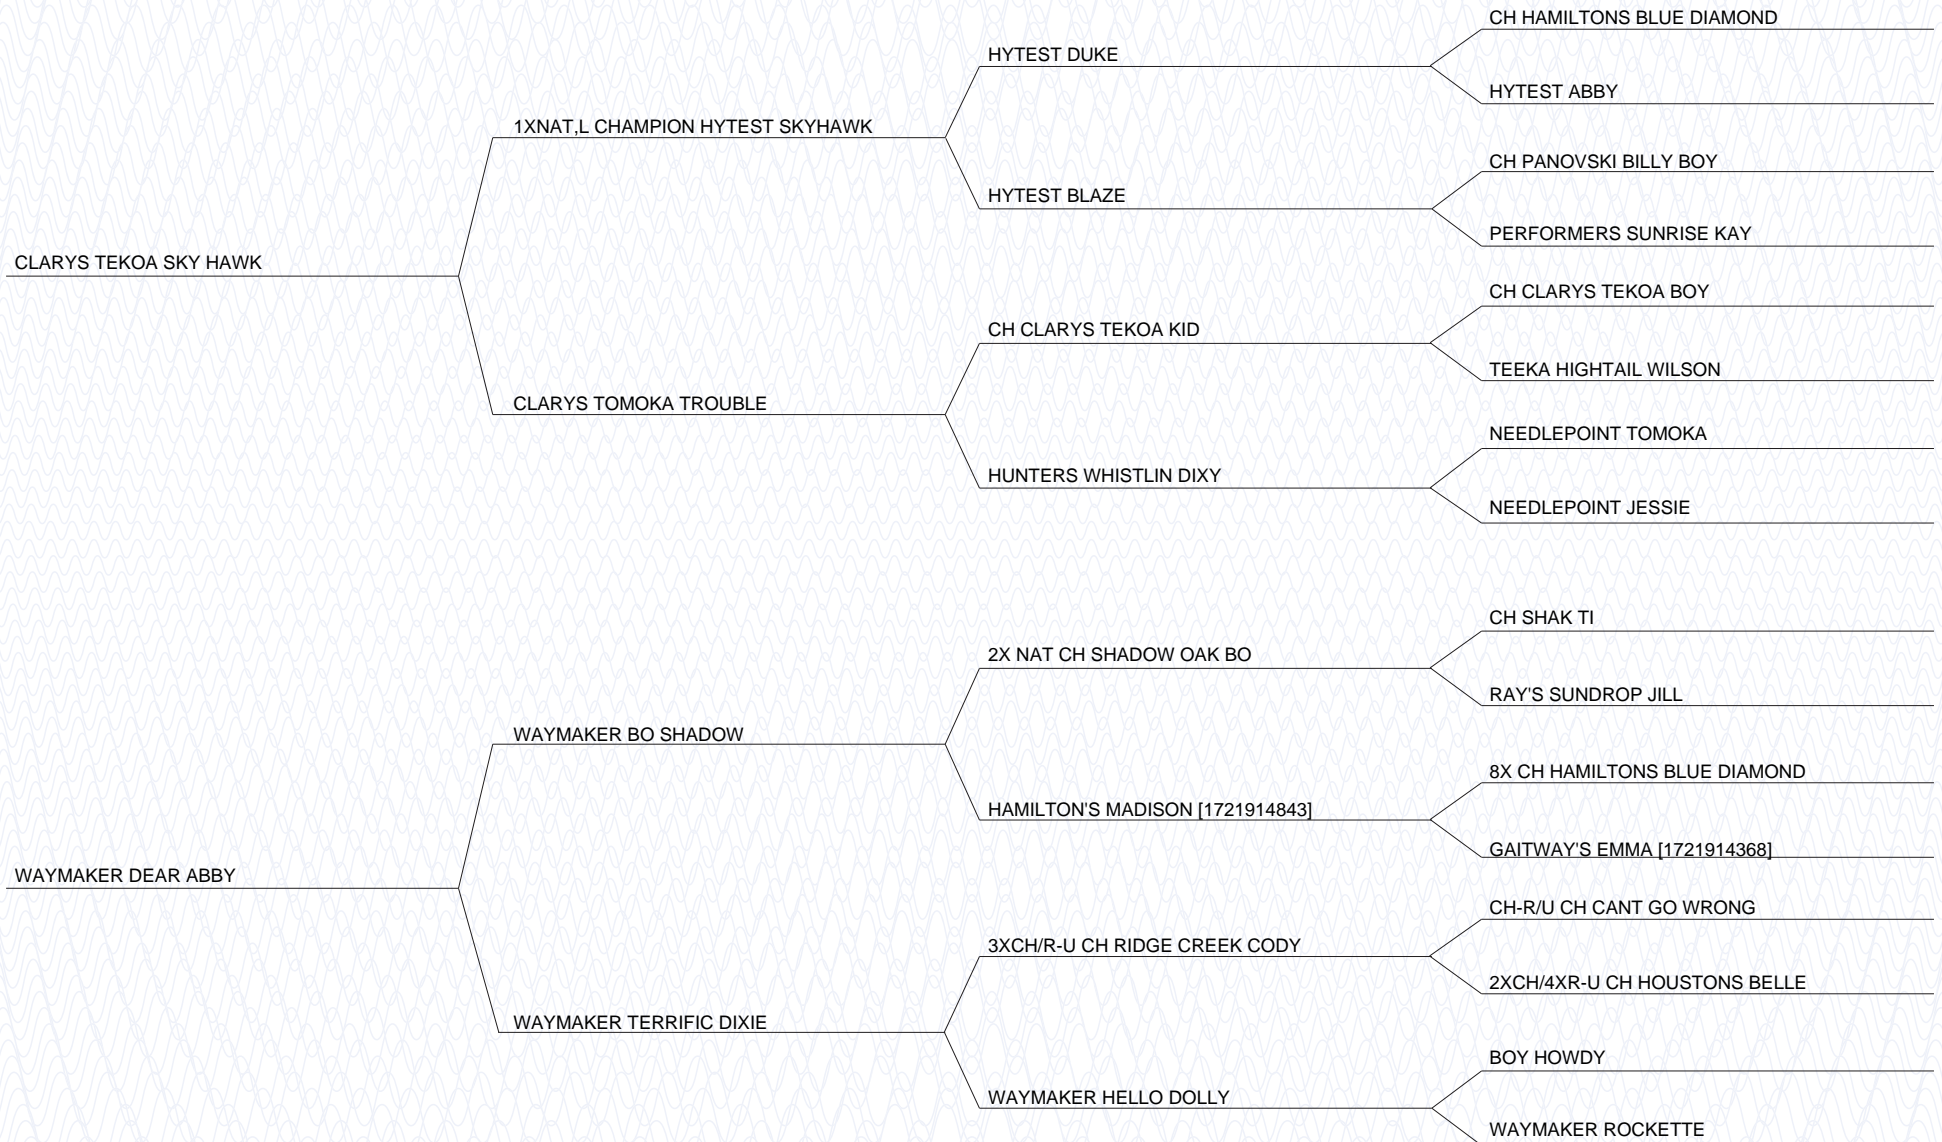 CH HAMILTONS BLUE DIAMOND
HYTEST DUKE
HYTEST ABBY
1XNAT,L CHAMPION HYTEST SKYHAWK
CH PANOVSKI BILLY BOY
HYTEST BLAZE
PERFORMERS SUNRISE KAY
CLARYS TEKOA SKY HAWK
CH CLARYS TEKOA BOY
CH CLARYS TEKOA KID
TEEKA HIGHTAIL WILSON
CLARYS TOMOKA TROUBLE
NEEDLEPOINT TOMOKA
HUNTERS WHISTLIN DIXY
NEEDLEPOINT JESSIE
CH SHAK TI
2X NAT CH SHADOW OAK BO
RAY'S SUNDROP JILL
WAYMAKER BO SHADOW
8X CH HAMILTONS BLUE DIAMOND
HAMILTON'S MADISON [1721914843]
GAITWAY'S EMMA [1721914368]
WAYMAKER DEAR ABBY
CH-R/U CH CANT GO WRONG
3XCH/R-U CH RIDGE CREEK CODY
2XCH/4XR-U CH HOUSTONS BELLE
WAYMAKER TERRIFIC DIXIE
BOY HOWDY
WAYMAKER HELLO DOLLY
WAYMAKER ROCKETTE